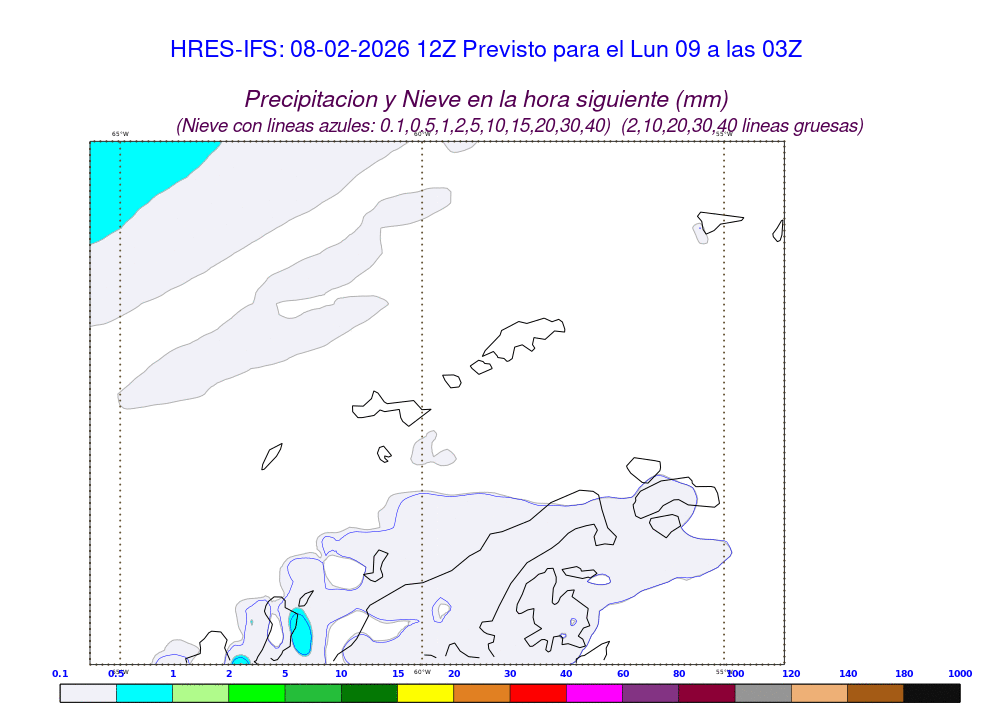 HRES-IFS: 08-02-2026 12Z Previsto para el Lun 09 a las 03Z
Precipitacion y Nieve en la hora siguiente (mm)
(Nieve con lineas azules: 0.1,0.5,1,2,5,10,15,20,30,40)  (2,10,20,30,40 lineas gruesas)
65°W 60°W 55°W
65°W 60°W 55°W
0.1 0.5 1 2 5 10 15 20 30 40 60 80 100 120 140 180 1000